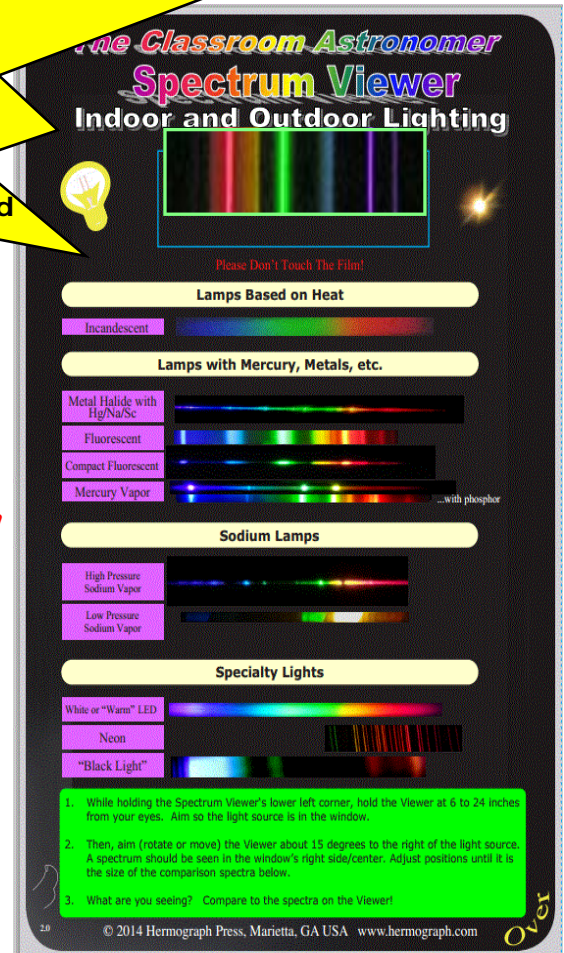 The Classroom Astronomer
Spectrum Viewer
Indoor and Outdoor Lighting
d
Please Don't Touch The Film!
Lamps Based on Heat
Incandescent
Lamps with Mercury, Metals, etc.
Metal Halide with
Hg/Na/Sc
Fluorescent
Compact Fluorescent
Mercury Vapor
...with phosphor
Sodium Lamps
High Pressure
Sodium Vapor
Low Pressure
Sodium Vapor
Specialty Lights
White or "Warm" LED
Neon
"Black Light"
1. While holding the Spectrum Viewer's lower left corner, hold the Viewer at 6 to 24 inches
from your eyes. Aim so the light source is in the window.
2. Then, aim (rotate or move) the Viewer about 15 degrees to the right of the light source.
A spectrum should be seen in the window's right side/center. Adjust positions until it is
the size of the comparison spectra below.
3. What are you seeing? Compare to the spectra on the Viewer!
2.0 © 2014 Hermograph Press, Marietta, GA USA www.hermograph.com
Over